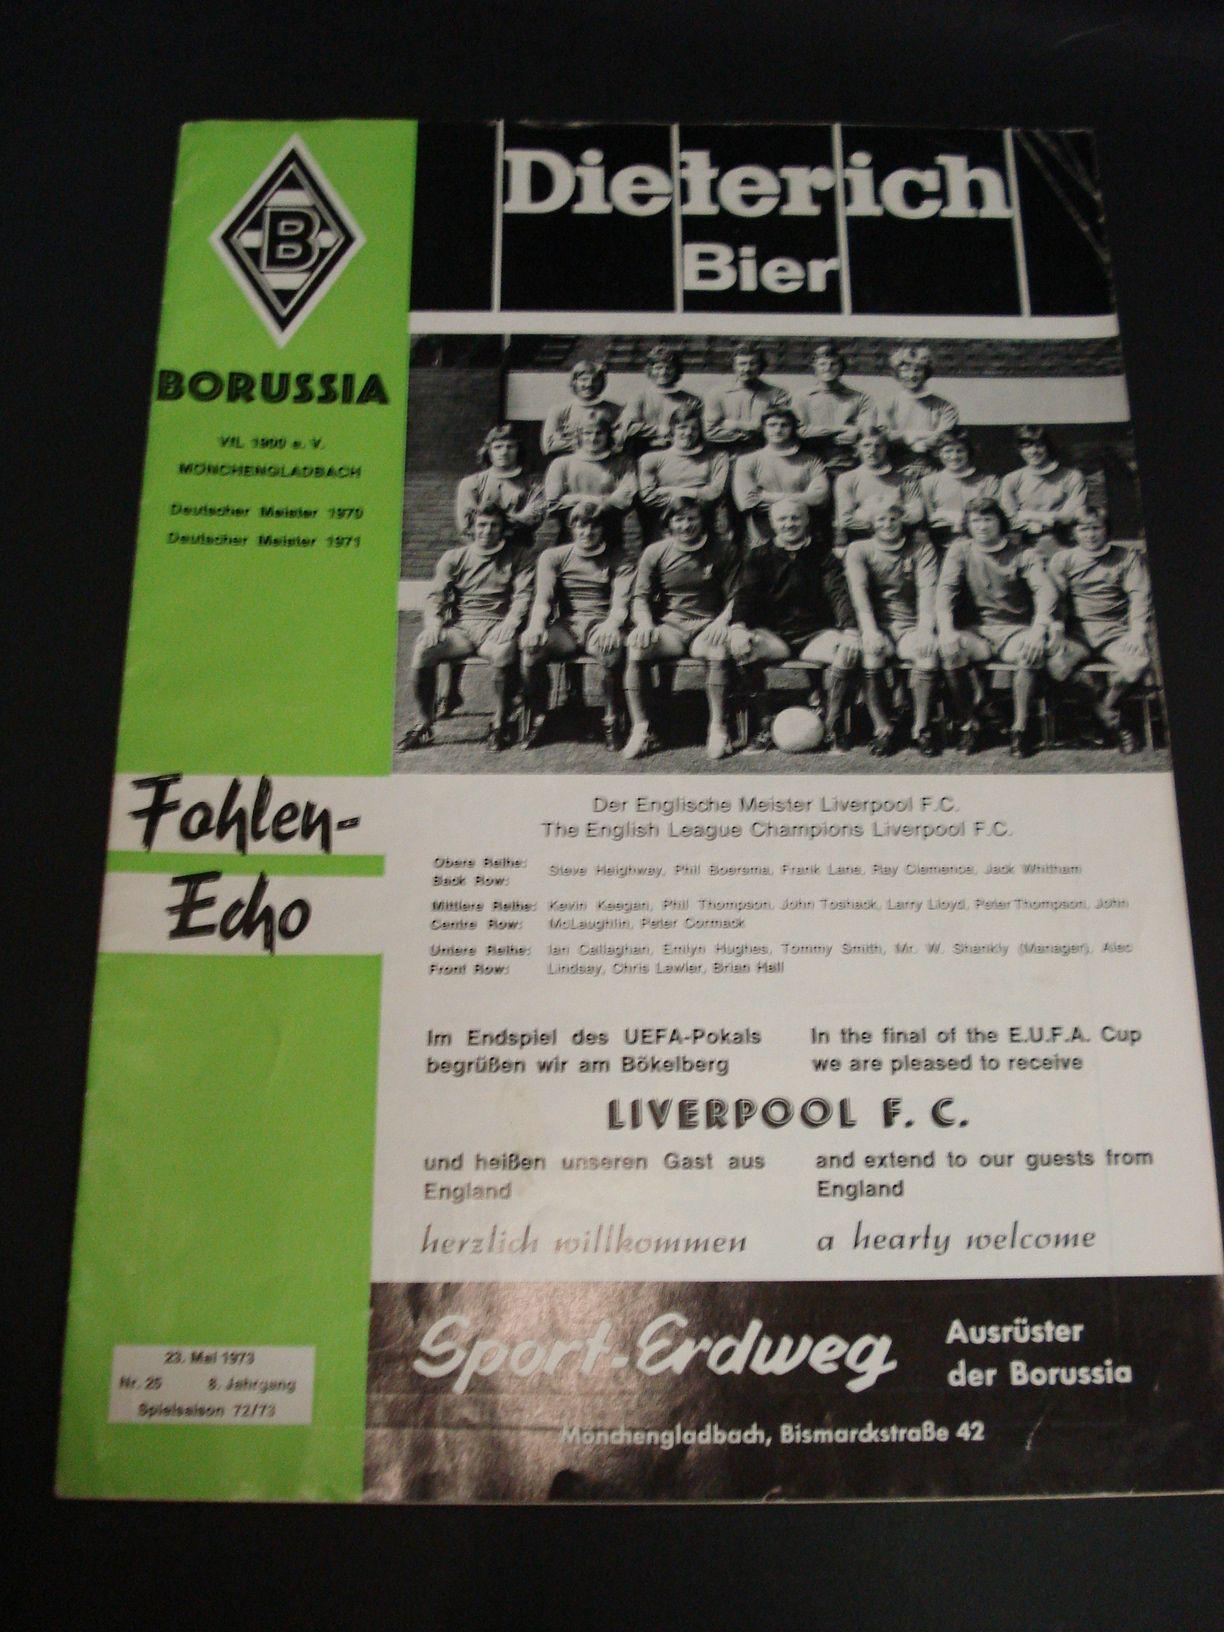 B
BORUSSIA
VfL 1900 e. V.
MÖNCHENGLADBACH
Deutscher Meister 1970
Deutscher Meister 1971
Fohlen-
Echo
23. Mai 1973
Nr. 25 8. Jahrgang
Spielsaison 72/73
Dieterich
Bier
Der Englische Meister Liverpool F.C.
The English League Champions Liverpool F.C.
Obere Reihe:
Back Row:
Steve Heighway, Phil Boersma, Frank Lane, Ray Clemence, Jack Whitham
Mittlere Reihe: Kevin Keegan, Phil Thompson, John Toshack, Larry Lloyd, Peter Thompson, John
Centre Row: McLaughlin, Peter Cormack
Untere Reihe: Ian Callaghan, Emlyn Hughes, Tommy Smith, Mr. W. Shankly (Manager), Alec
Front Row: Lindsay, Chris Lawler, Brian Hall
Im Endspiel des UEFA-Pokals
begrüßen wir am Bökelberg
In the final of the E.U.F.A. Cup
we are pleased to receive
LIVERPOOL F. C.
und heißen unseren Gast aus
England
herzlich willkommen
and extend to our guests from
England
a hearty welcome
Sport-Erdweg
Ausrüster
der Borussia
Mönchengladbach, Bismarckstraße 42